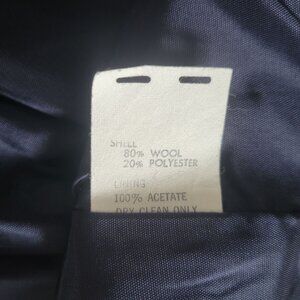 SHELL
80% WOOL
20% POLYESTER
LINING
100% ACETATE
DRY CLEAN ONLY